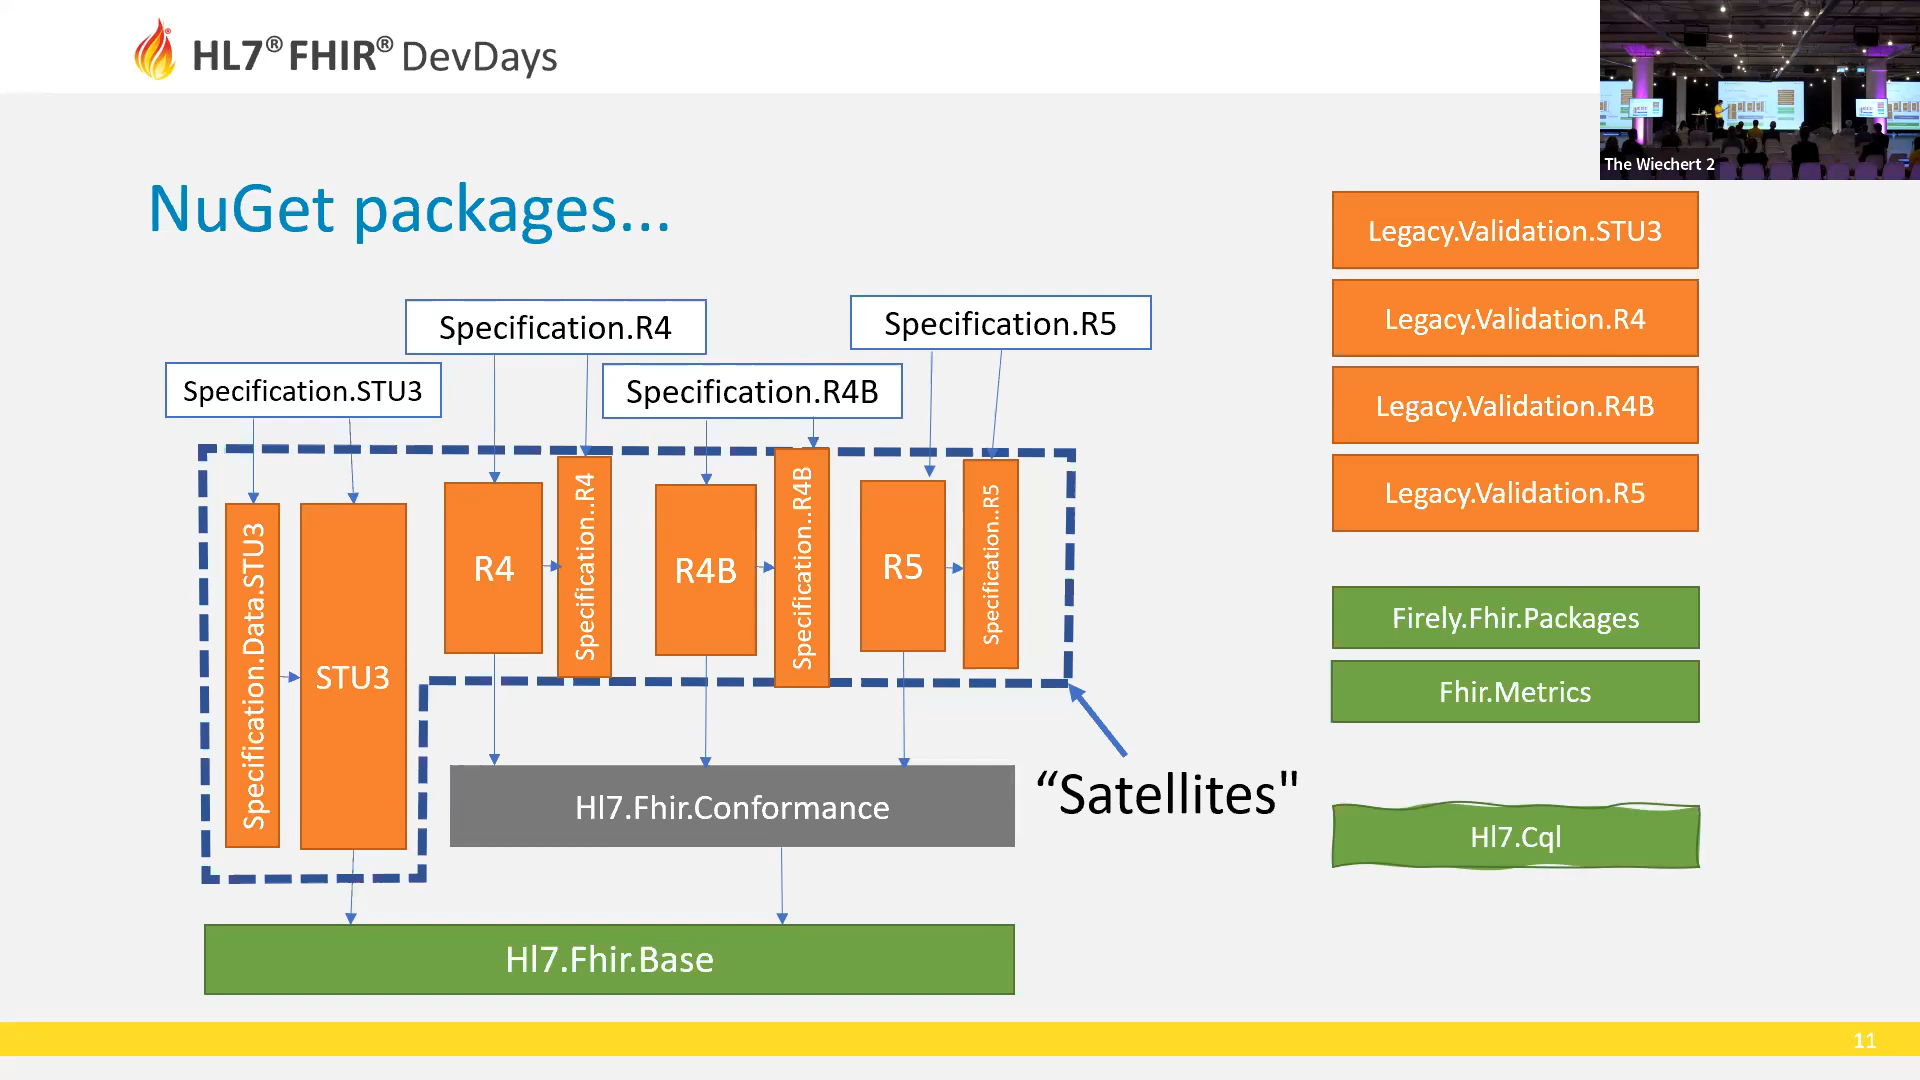 HL7® FHIR® DevDays
The Wiechert 2
NuGet packages...
Specification.R4
Specification.R5
Specification.STU3
Specification.R4B
Specification.Data.STU3
STU3
R4
Specification..R4
R4B
Specification..R4B
R5
Specification..R5
Hl7.Fhir.Conformance
“Satellites"
Hl7.Fhir.Base
Legacy.Validation.STU3
Legacy.Validation.R4
Legacy.Validation.R4B
Legacy.Validation.R5
Firely.Fhir.Packages
Fhir.Metrics
Hl7.Cql
11